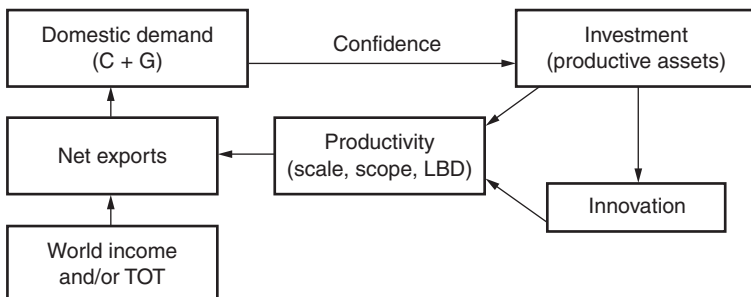 Domestic demand
(C + G)
Confidence
Investment
(productive assets)
Net exports
Productivity
(scale, scope, LBD)
Innovation
World income
and/or TOT